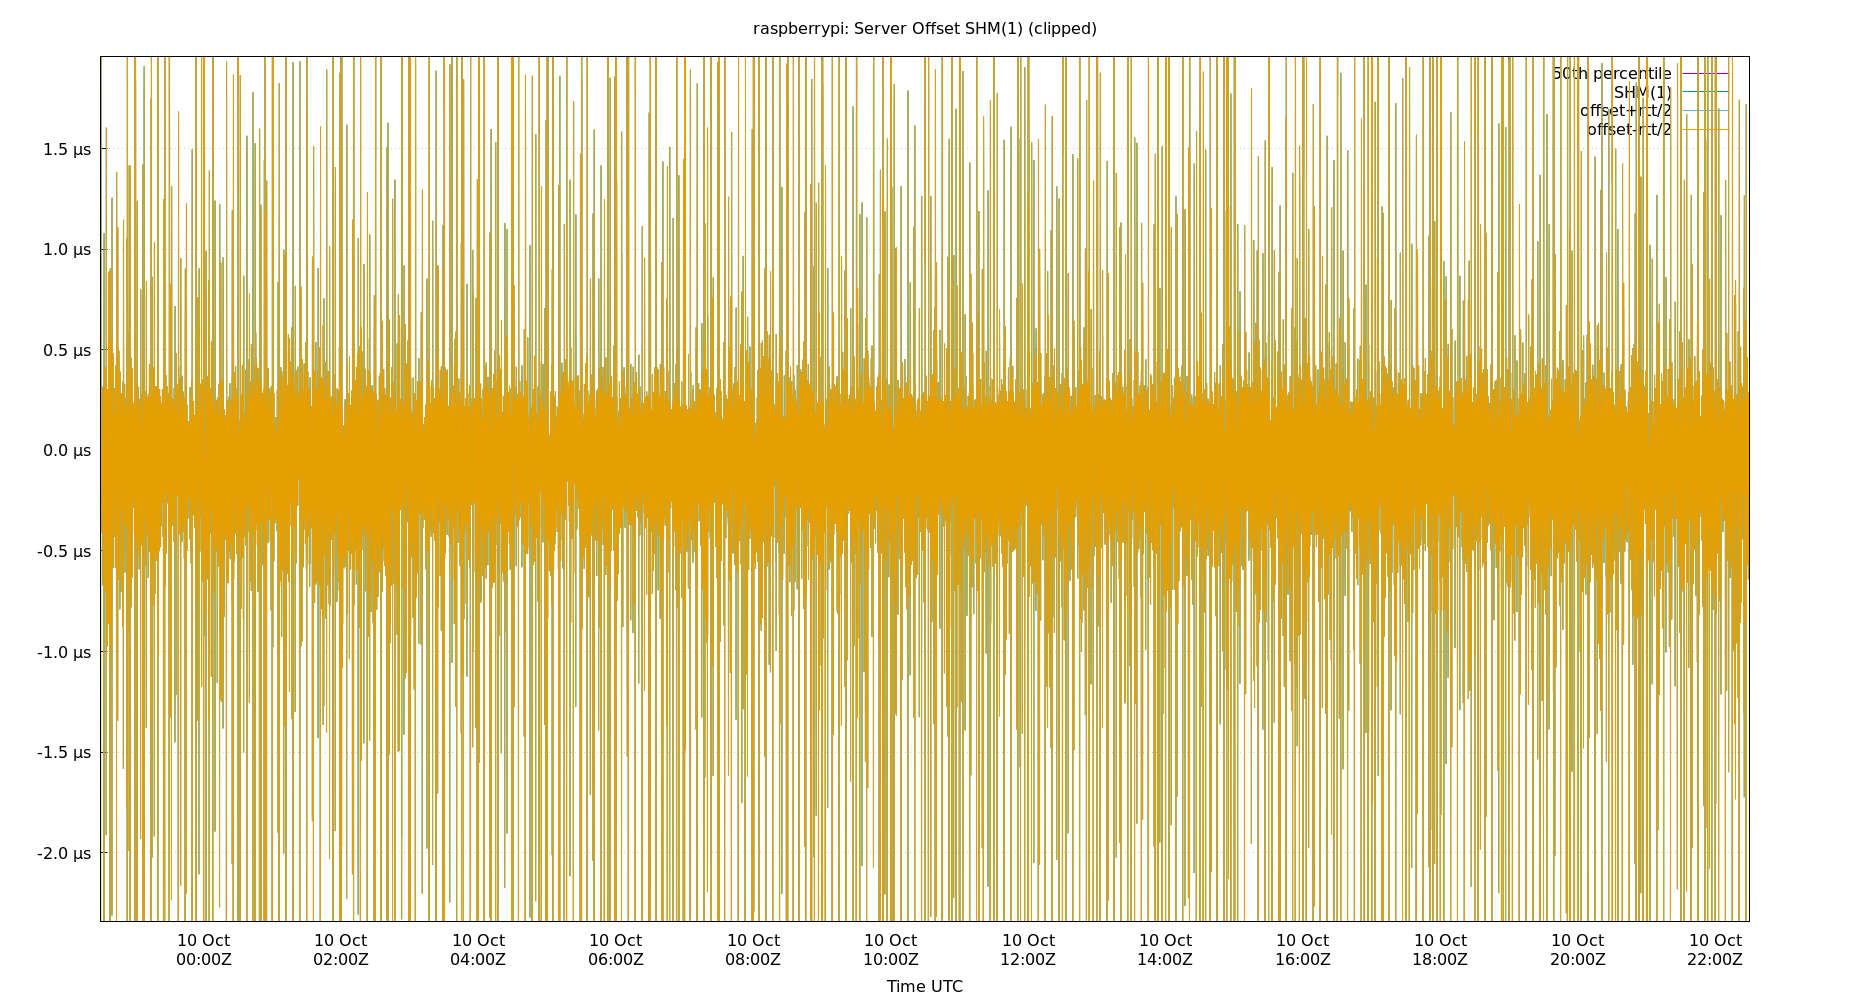 raspberrypi: Server Offset SHM(1) (clipped)
50th percentile
SHM(1)
offset+rtt/2
offset-rtt/2
1.5 µs
1.0 µs
0.5 µs
0.0 µs
-0.5 µs
-1.0 µs
-1.5 µs
-2.0 µs
10 Oct 10 Oct 10 Oct 10 Oct 10 Oct 10 Oct 10 Oct 10 Oct 10 Oct 10 Oct 10 Oct 10 Oct
00:00Z 02:00Z 04:00Z 06:00Z 08:00Z 10:00Z 12:00Z 14:00Z 16:00Z 18:00Z 20:00Z 22:00Z
Time UTC